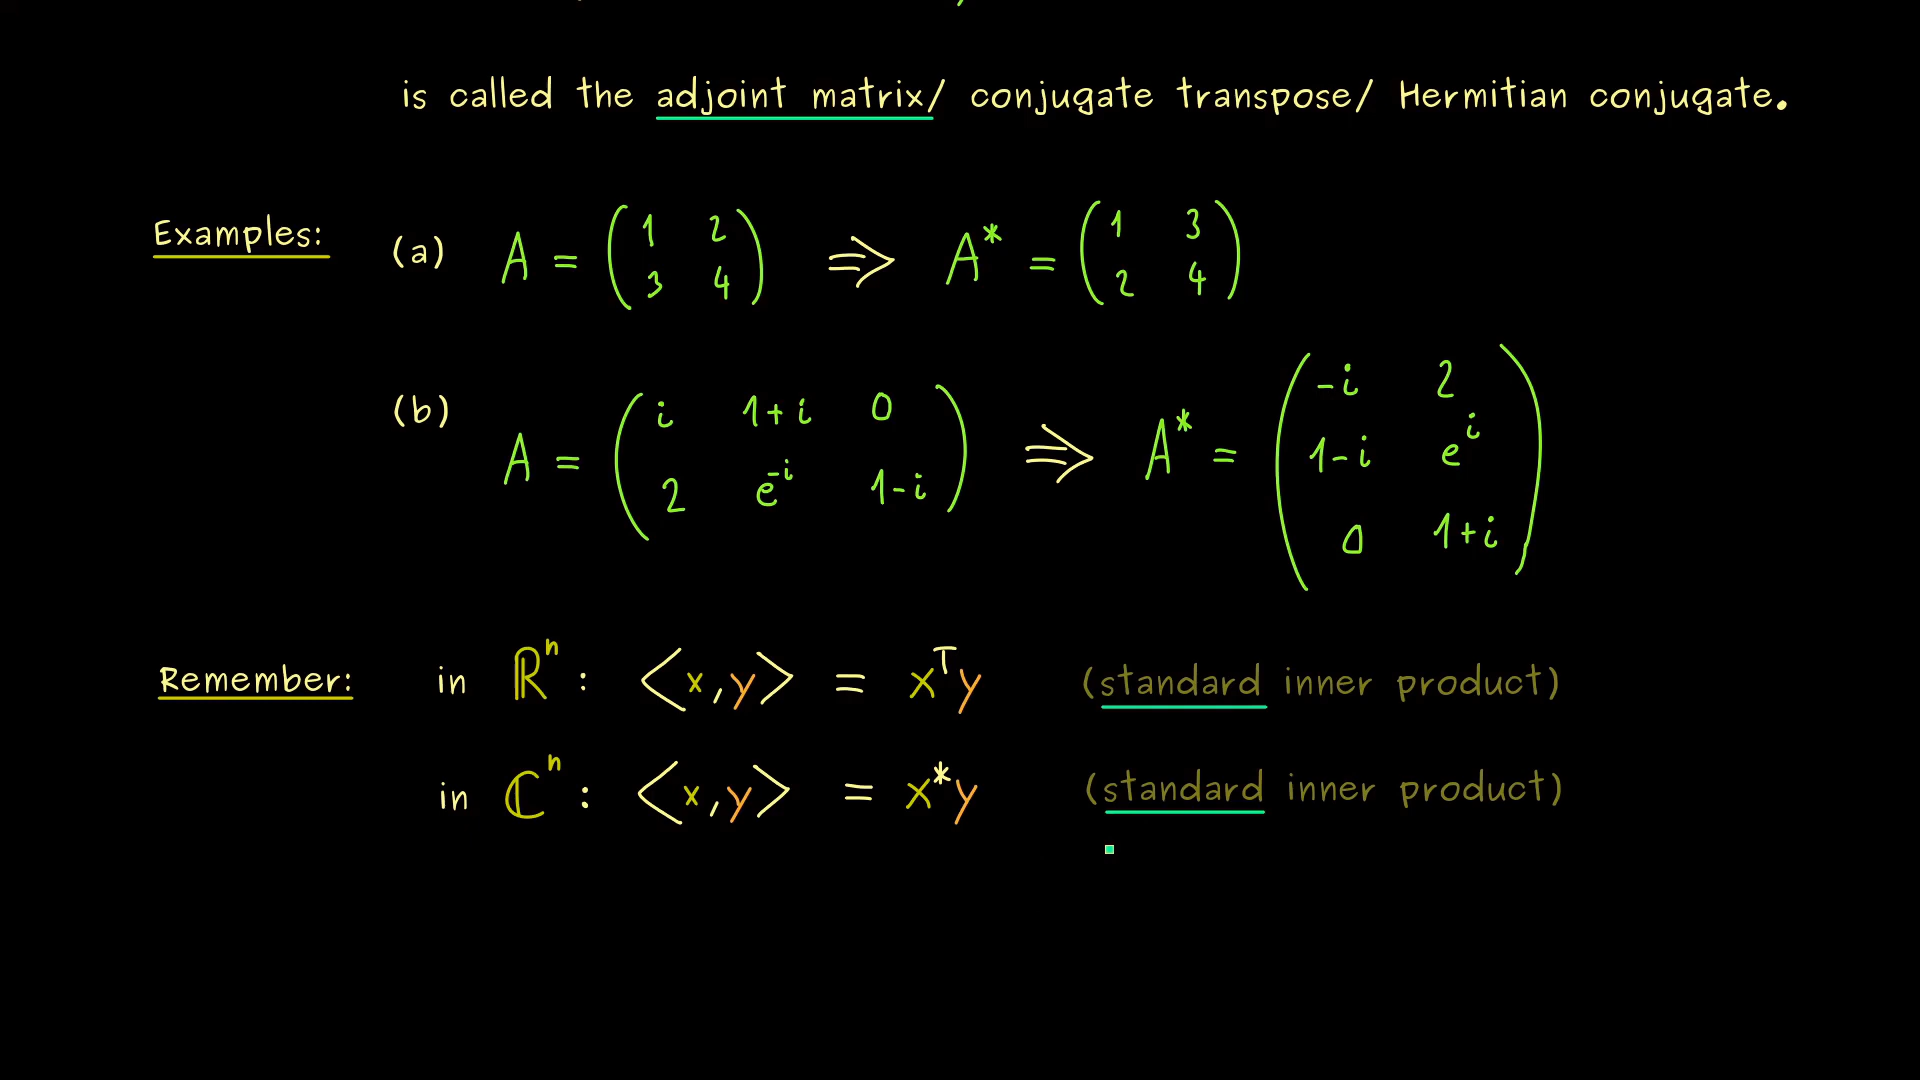 is called the adjoint matrix/ conjugate transpose/ Hermitian conjugate.
Examples: (a) A = ( 1 2 ; 3 4 ) ⇒ A* = ( 1 3 ; 2 4 )
(b) A = ( i 1+i 0 ; 2 e^-i 1-i ) ⇒ A* = ( -i 2 ; 1-i e^i ; 0 1+i )
Remember: in ℝⁿ : <x,y> = xᵀy (standard inner product)
in ℂⁿ : <x,y> = x*y (standard inner product)